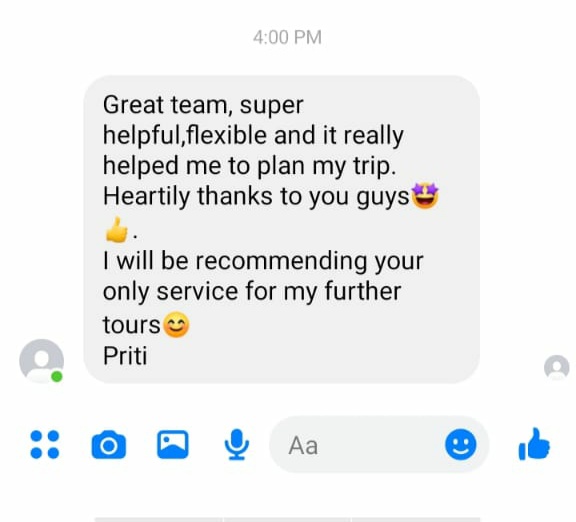 4:00 PM
Great team, super
helpful,flexible and it really
helped me to plan my trip.
Heartily thanks to you guys🤩
👍.
I will be recommending your
only service for my further
tours😊
Priti
Aa